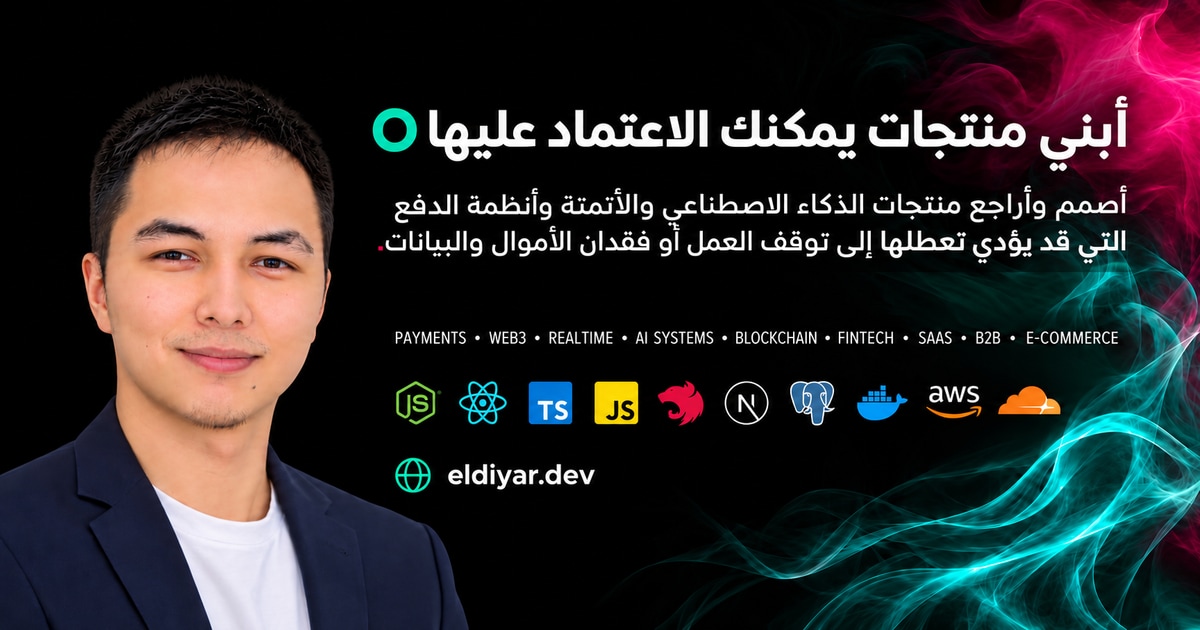 أبني منتجات يمكنك الاعتماد عليها
أصمم وأراجع منتجات الذكاء الاصطناعي والأتمتة وأنظمة الدفع
التي قد يؤدي تعطلها إلى توقف العمل أو فقدان الأموال والبيانات.
PAYMENTS • WEB3 • REALTIME • AI SYSTEMS • BLOCKCHAIN • FINTECH • SAAS • B2B • E-COMMERCE
JS TS JS N aws
eldiyar.dev